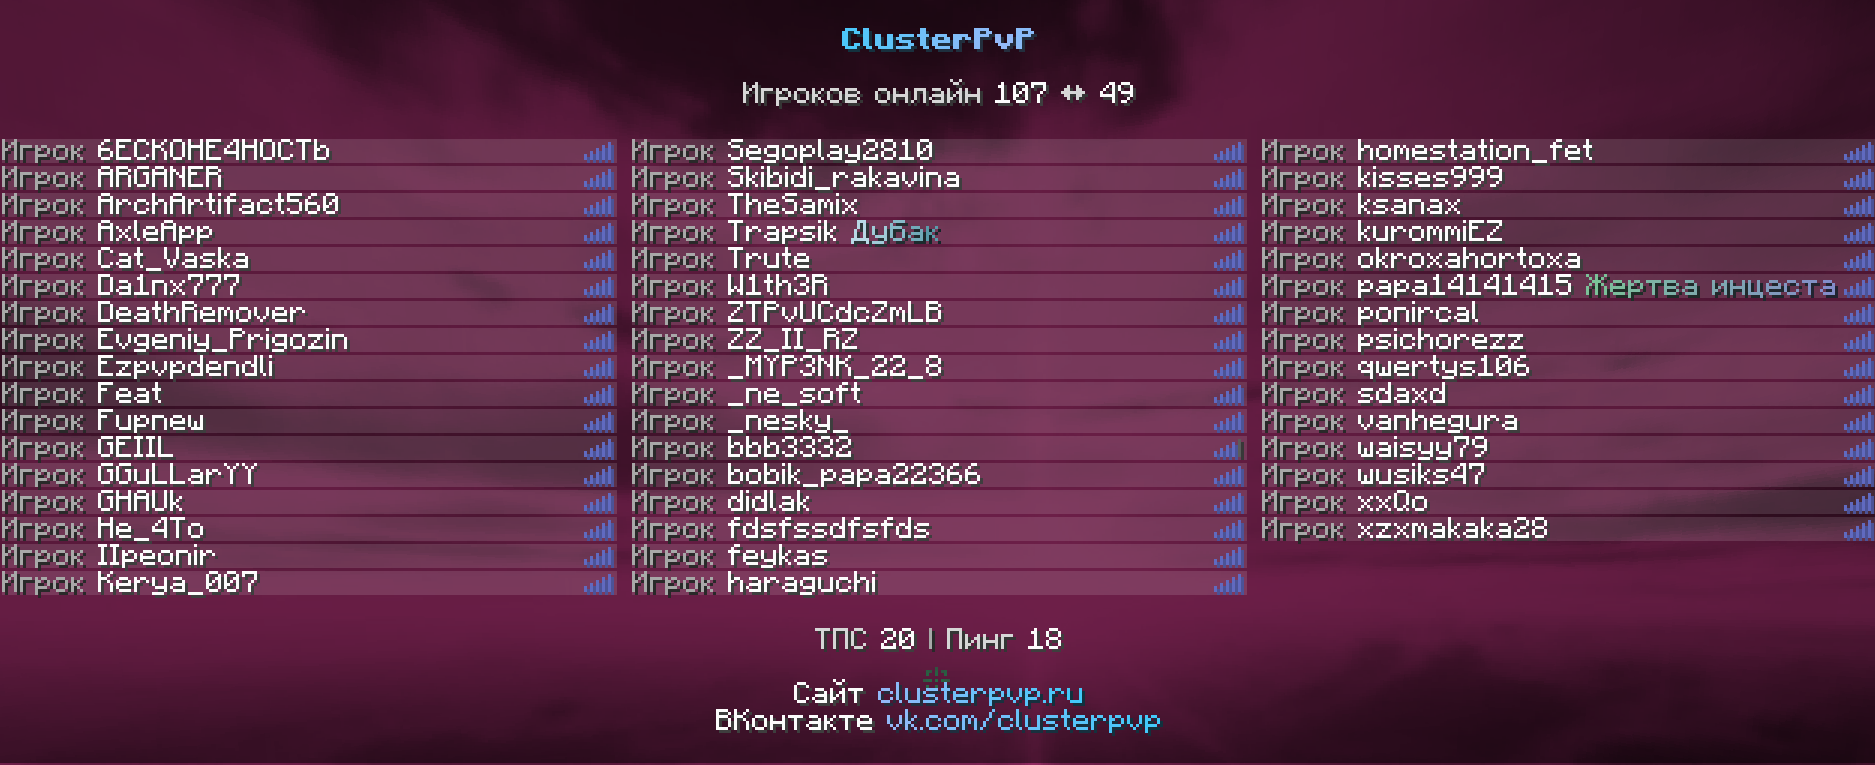 ClusterPvP
Игроков онлайн 107 ⇔ 49
Игрок 6ECKOHE4HOCTb
Игрок ARGANER
Игрок ArchArtifact560
Игрок AxleApp
Игрок Cat_Vaska
Игрок Da1nx777
Игрок DeathRemover
Игрок Evgeniy_Prigozin
Игрок Ezpvpdendli
Игрок Feat
Игрок Fupnew
Игрок GEIIL
Игрок GGuLLarYY
Игрок GHAUk
Игрок He_4To
Игрок IIpeonir
Игрок Kerya_007
Игрок Segoplay2810
Игрок Skibidi_rakavina
Игрок TheSamix
Игрок Trapsik Дубак
Игрок Trute
Игрок W1th3R
Игрок ZTPvUCdcZmLB
Игрок ZZ_II_RZ
Игрок _MYP3NK_22_8
Игрок _ne_soft
Игрок _nesky_
Игрок bbb3332
Игрок bobik_papa22366
Игрок didlak
Игрок fdsfssdfsfds
Игрок feykas
Игрок haraguchi
Игрок homestation_fet
Игрок kisses999
Игрок ksanax
Игрок kurommiEZ
Игрок okroxahortoxa
Игрок papa14141415 Жертва инцеста
Игрок ponircal
Игрок psichorezz
Игрок qwertys106
Игрок sdaxd
Игрок vanhegura
Игрок waisyy79
Игрок wusiks47
Игрок xxQo
Игрок xzxmakaka28
ТПС 20 | Пинг 18
Сайт clusterpvp.ru
ВКонтакте vk.com/clusterpvp